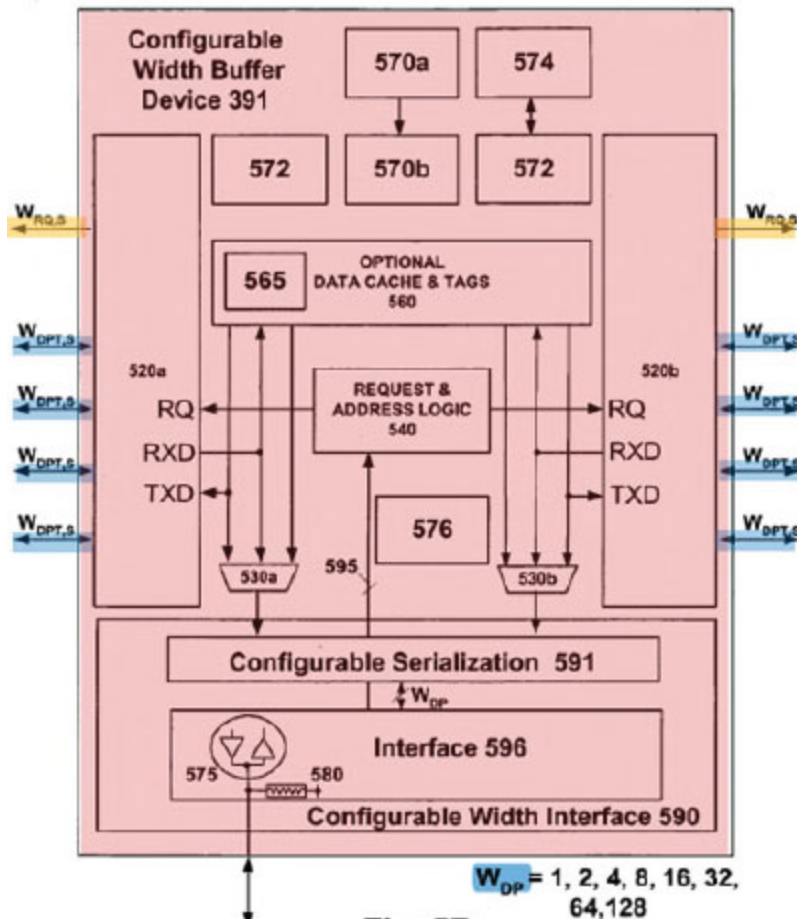 Configurable
Width Buffer
Device 391
570a
574
572
570b
572
W_RQ,S
W_RQ,S
565
OPTIONAL
DATA CACHE & TAGS
560
W_DPT,S
W_DPT,S
520a
520b
REQUEST &
ADDRESS LOGIC
540
W_DPT,S
RQ
RQ
W_DPT,S
RXD
RXD
W_DPT,S
W_DPT,S
TXD
TXD
576
W_DPT,S
W_DPT,S
595
530a
530b
Configurable Serialization 591
W_DP
Interface 596
575
580
Configurable Width Interface 590
W_DP = 1, 2, 4, 8, 16, 32,
64,128